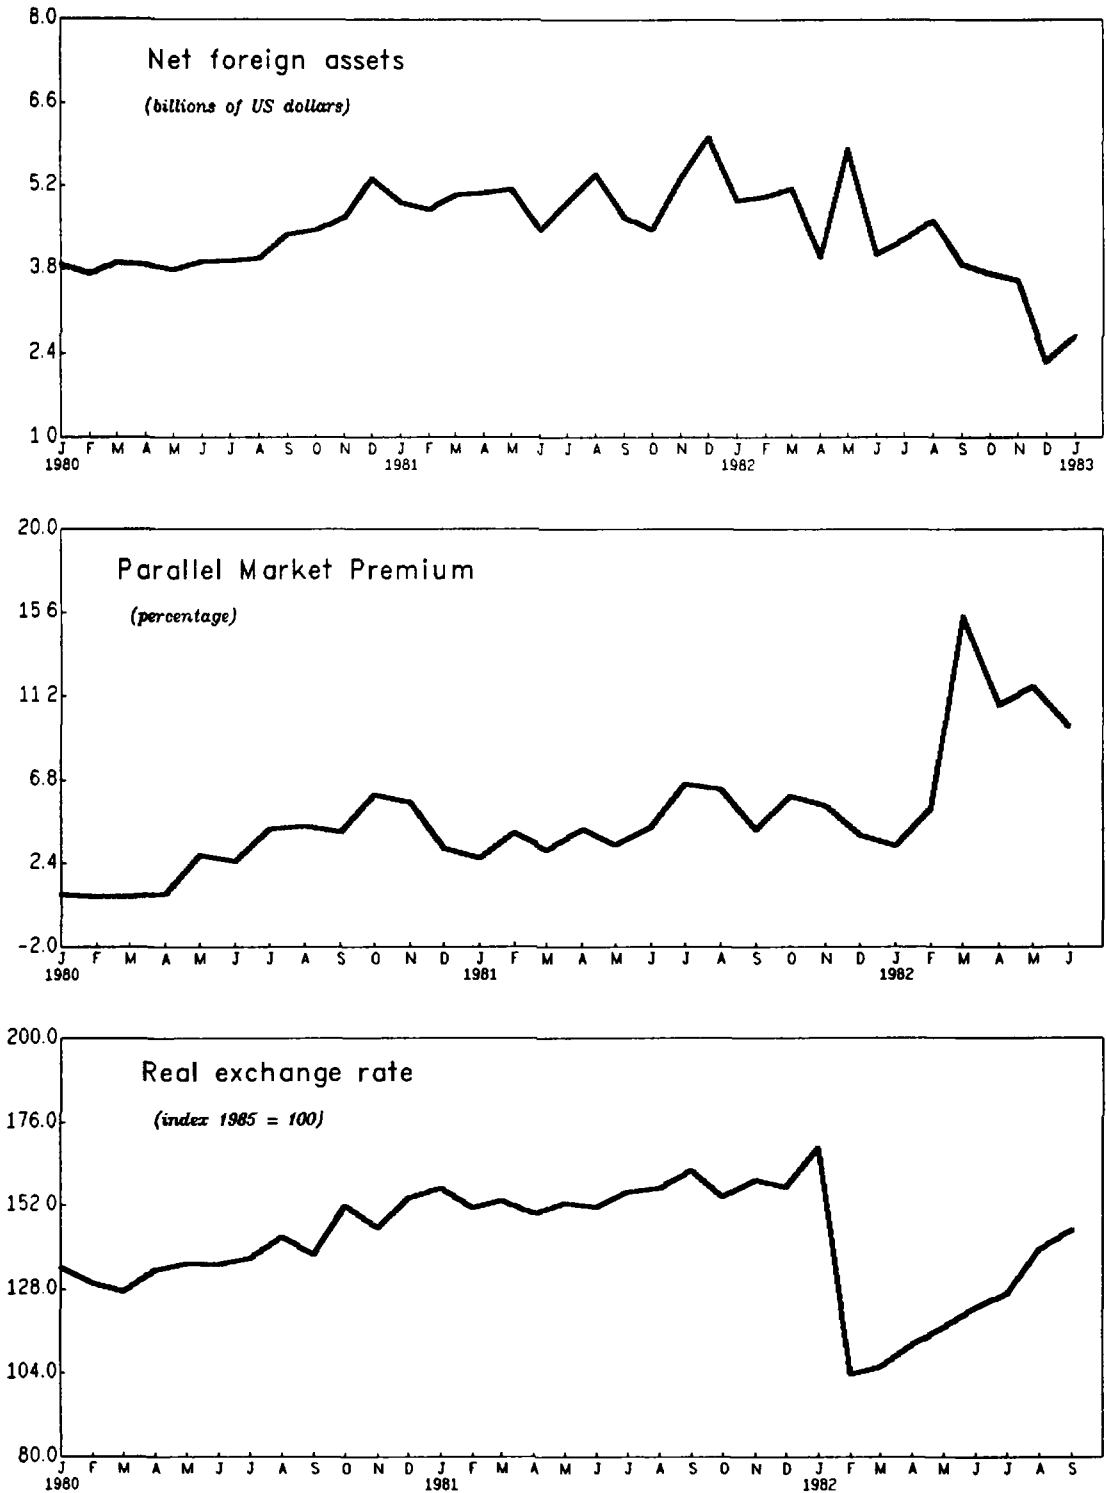 8.0
Net foreign assets
(billions of US dollars)
6.6
5.2
3.8
2.4
1 0
J F M A M J J A S O N D J F M A M J J A S O N D J F M A M J J A S O N D J
1980 1981 1982 1983
20.0
Parallel Market Premium
(percentage)
15 6
11 2
6.8
2.4
-2.0
J F M A M J J A S O N D J F M A M J J A S O N D J F M A M J
1980 1981 1982
200.0
Real exchange rate
(index 1985 = 100)
176.0
152 0
128.0
104.0
80.0
J F M A M J J A S O N D J F M A M J J A S O N D J F M A M J J A S
1980 1981 1982